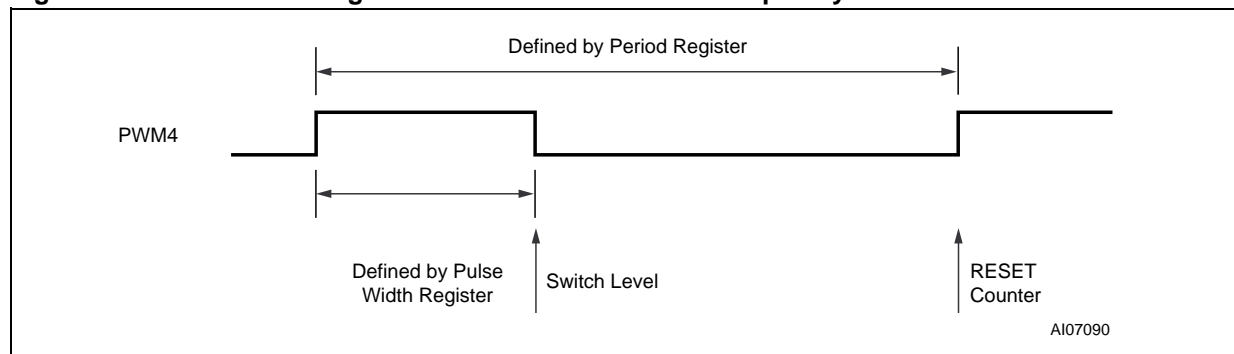 Defined by Period Register
PWM4
Defined by Pulse
Width Register
Switch Level
RESET
Counter
AI07090